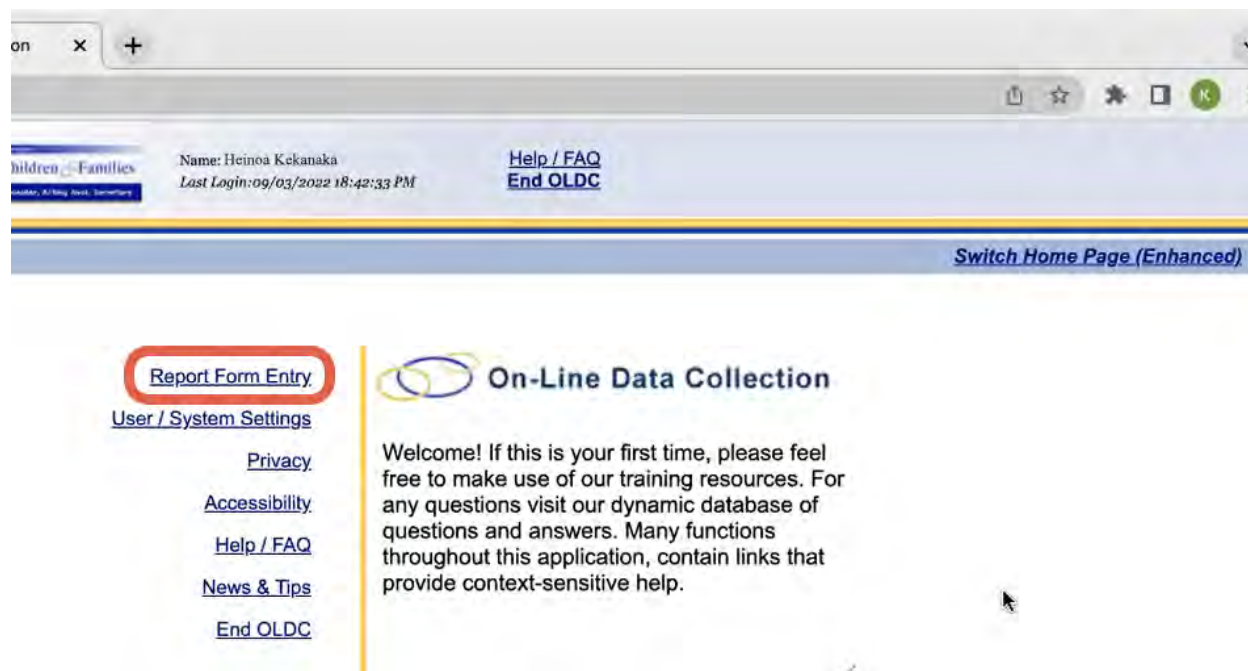 on
K
hildren & Families
Name: Heinoa Kekanaka
Last Login:09/03/2022 18:42:33 PM
Help / FAQ
End OLDC
Switch Home Page (Enhanced)
Report Form Entry
User / System Settings
Privacy
Accessibility
Help / FAQ
News & Tips
End OLDC
On-Line Data Collection
Welcome! If this is your first time, please feel
free to make use of our training resources. For
any questions visit our dynamic database of
questions and answers. Many functions
throughout this application, contain links that
provide context-sensitive help.